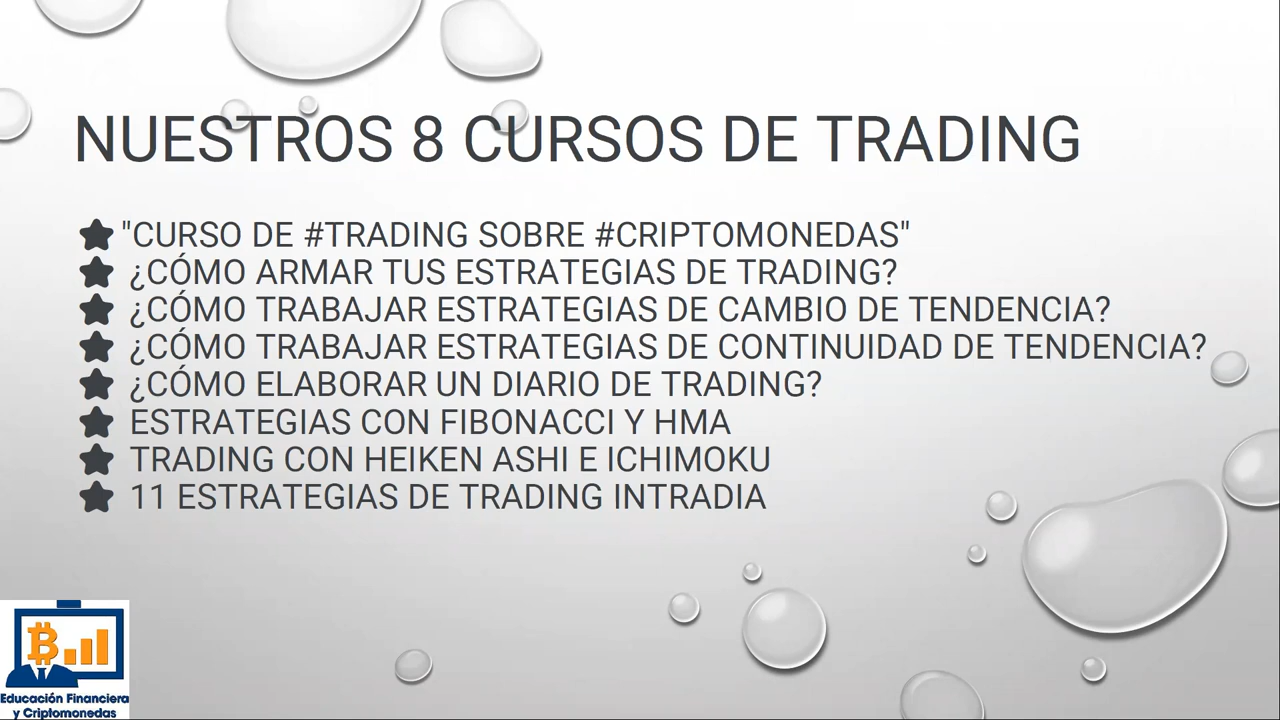 NUESTROS 8 CURSOS DE TRADING
"CURSO DE #TRADING SOBRE #CRIPTOMONEDAS"
¿CÓMO ARMAR TUS ESTRATEGIAS DE TRADING?
¿CÓMO TRABAJAR ESTRATEGIAS DE CAMBIO DE TENDENCIA?
¿CÓMO TRABAJAR ESTRATEGIAS DE CONTINUIDAD DE TENDENCIA?
¿CÓMO ELABORAR UN DIARIO DE TRADING?
ESTRATEGIAS CON FIBONACCI Y HMA
TRADING CON HEIKEN ASHI E ICHIMOKU
11 ESTRATEGIAS DE TRADING INTRADIA
Educación Financiera
y Criptomonedas